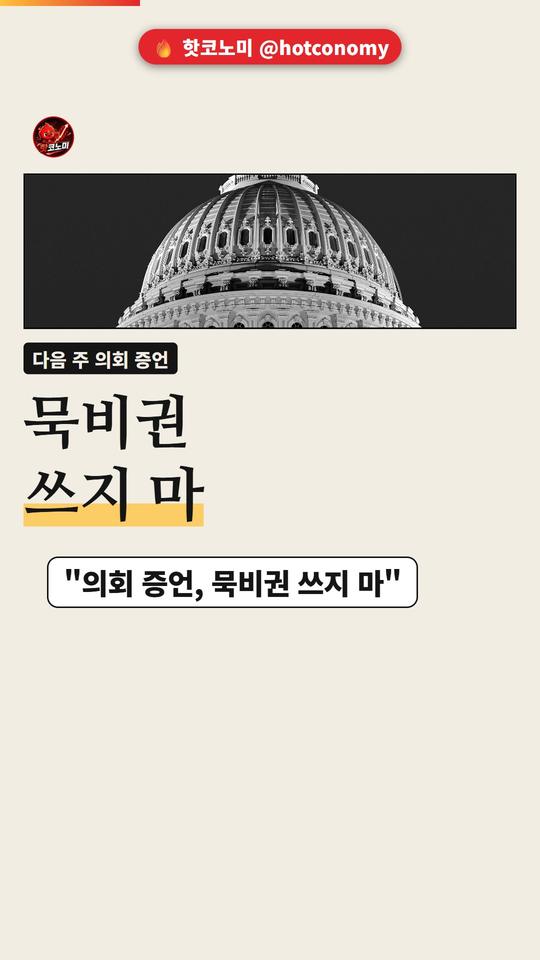 핫코노미 @hotconomy
핫코노미
다음 주 의회 증언
묵비권
쓰지 마
"의회 증언, 묵비권 쓰지 마"